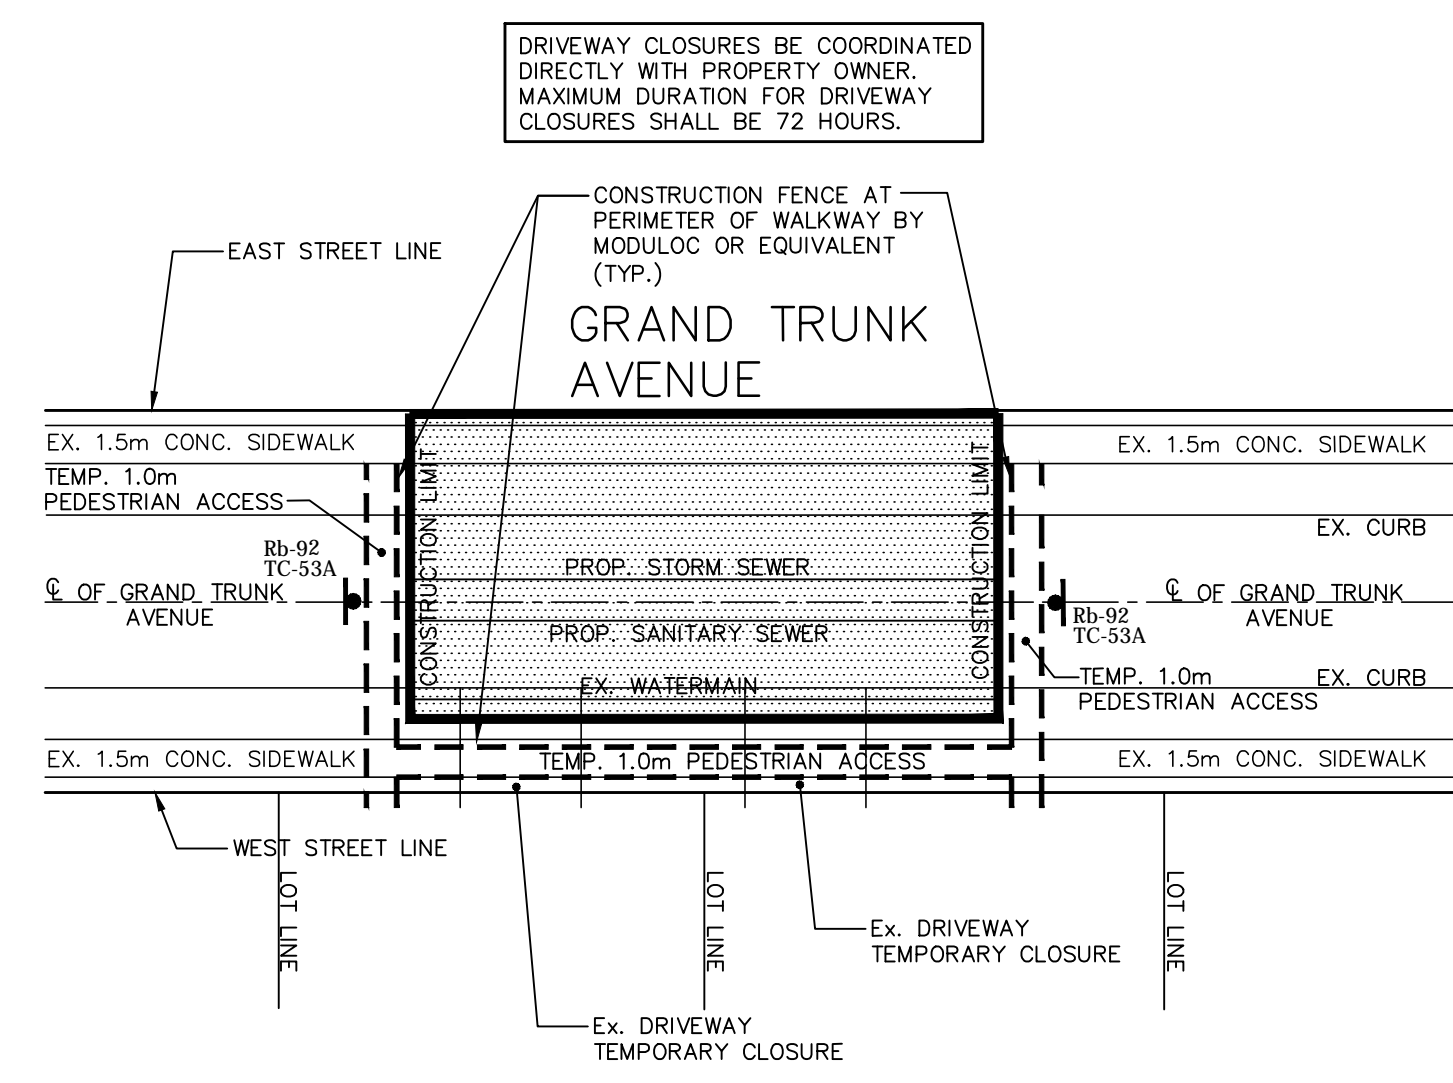 DRIVEWAY CLOSURES BE COORDINATED
DIRECTLY WITH PROPERTY OWNER.
MAXIMUM DURATION FOR DRIVEWAY
CLOSURES SHALL BE 72 HOURS.
CONSTRUCTION FENCE AT
PERIMETER OF WALKWAY BY
MODULOC OR EQUIVALENT
(TYP.)
EAST STREET LINE
GRAND TRUNK
AVENUE
EX. 1.5m CONC. SIDEWALK
EX. 1.5m CONC. SIDEWALK
TEMP. 1.0m
PEDESTRIAN ACCESS
CONSTRUCTION LIMIT
CONSTRUCTION LIMIT
EX. CURB
Rb-92
TC-53A
PROP. STORM SEWER
℄ OF GRAND TRUNK
AVENUE
℄ OF GRAND TRUNK
AVENUE
Rb-92
TC-53A
PROP. SANITARY SEWER
EX. WATERMAIN
TEMP. 1.0m
PEDESTRIAN ACCESS
EX. CURB
EX. 1.5m CONC. SIDEWALK
TEMP. 1.0m PEDESTRIAN ACCESS
EX. 1.5m CONC. SIDEWALK
WEST STREET LINE
LOT LINE
LOT LINE
LOT LINE
Ex. DRIVEWAY
TEMPORARY CLOSURE
Ex. DRIVEWAY
TEMPORARY CLOSURE